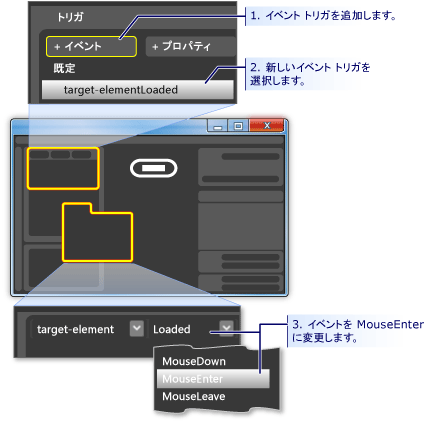 トリガ
1. イベント トリガを追加します。
+ イベント
+ プロパティ
既定
2. 新しいイベント トリガを
選択します。
target-elementLoaded
target-element
Loaded
3. イベントを MouseEnter
に変更します。
MouseDown
MouseEnter
MouseLeave